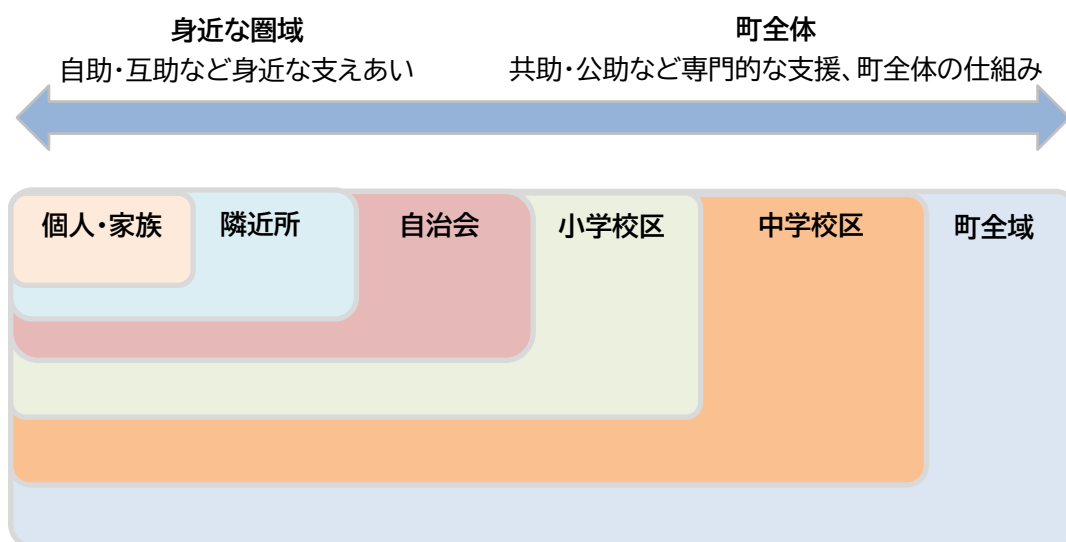 身近な圏域
自助・互助など身近な支えあい
町全体
共助・公助など専門的な支援、町全体の仕組み
個人・家族
隣近所
自治会
小学校区
中学校区
町全域